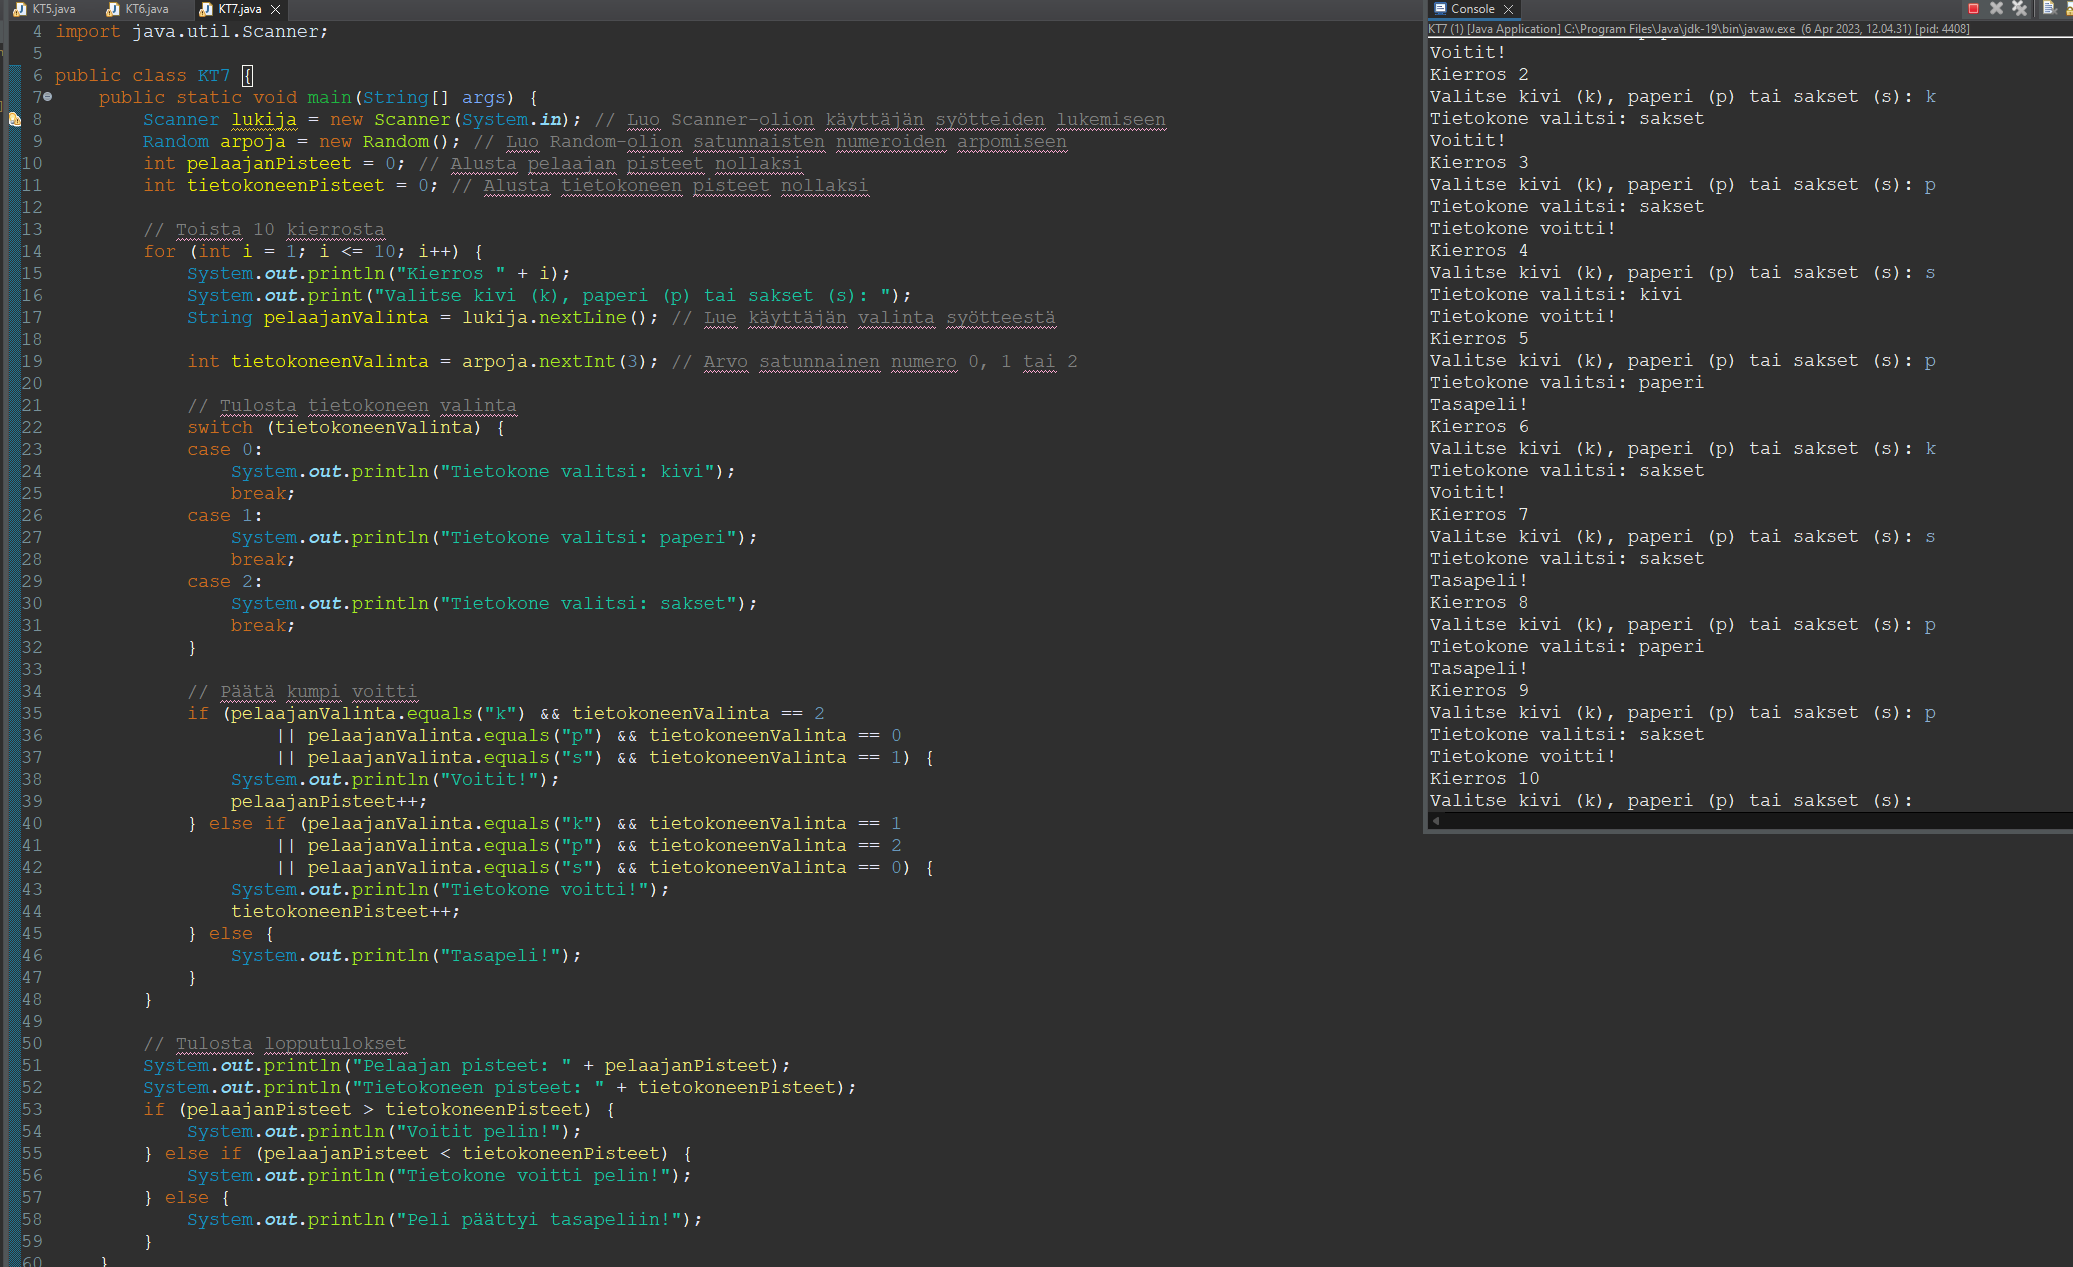 KT5.java KT6.java KT7.java
4 import java.util.Scanner;
5
6 public class KT7 {
7 public static void main(String[] args) {
8 Scanner lukija = new Scanner(System.in); // Luo Scanner-olion käyttäjän syötteiden lukemiseen
9 Random arpoja = new Random(); // Luo Random-olion satunnaisten numeroiden arpomiseen
10 int pelaajanPisteet = 0; // Alusta pelaajan pisteet nollaksi
11 int tietokoneenPisteet = 0; // Alusta tietokoneen pisteet nollaksi
12
13 // Toista 10 kierrosta
14 for (int i = 1; i <= 10; i++) {
15 System.out.println("Kierros " + i);
16 System.out.print("Valitse kivi (k), paperi (p) tai sakset (s): ");
17 String pelaajanValinta = lukija.nextLine(); // Lue käyttäjän valinta syötteestä
18
19 int tietokoneenValinta = arpoja.nextInt(3); // Arvo satunnainen numero 0, 1 tai 2
20
21 // Tulosta tietokoneen valinta
22 switch (tietokoneenValinta) {
23 case 0:
24 System.out.println("Tietokone valitsi: kivi");
25 break;
26 case 1:
27 System.out.println("Tietokone valitsi: paperi");
28 break;
29 case 2:
30 System.out.println("Tietokone valitsi: sakset");
31 break;
32 }
33
34 // Päätä kumpi voitti
35 if (pelaajanValinta.equals("k") && tietokoneenValinta == 2
36 || pelaajanValinta.equals("p") && tietokoneenValinta == 0
37 || pelaajanValinta.equals("s") && tietokoneenValinta == 1) {
38 System.out.println("Voitit!");
39 pelaajanPisteet++;
40 } else if (pelaajanValinta.equals("k") && tietokoneenValinta == 1
41 || pelaajanValinta.equals("p") && tietokoneenValinta == 2
42 || pelaajanValinta.equals("s") && tietokoneenValinta == 0) {
43 System.out.println("Tietokone voitti!");
44 tietokoneenPisteet++;
45 } else {
46 System.out.println("Tasapeli!");
47 }
48 }
49
50 // Tulosta lopputulokset
51 System.out.println("Pelaajan pisteet: " + pelaajanPisteet);
52 System.out.println("Tietokoneen pisteet: " + tietokoneenPisteet);
53 if (pelaajanPisteet > tietokoneenPisteet) {
54 System.out.println("Voitit pelin!");
55 } else if (pelaajanPisteet < tietokoneenPisteet) {
56 System.out.println("Tietokone voitti pelin!");
57 } else {
58 System.out.println("Peli päättyi tasapeliin!");
59 }
60 }
Console
KT7 (1) [Java Application] C:\Program Files\Java\jdk-19\bin\javaw.exe (6 Apr 2023, 12.04.31) [pid: 4408]
Voitit!
Kierros 2
Valitse kivi (k), paperi (p) tai sakset (s): k
Tietokone valitsi: sakset
Voitit!
Kierros 3
Valitse kivi (k), paperi (p) tai sakset (s): p
Tietokone valitsi: sakset
Tietokone voitti!
Kierros 4
Valitse kivi (k), paperi (p) tai sakset (s): s
Tietokone valitsi: kivi
Tietokone voitti!
Kierros 5
Valitse kivi (k), paperi (p) tai sakset (s): p
Tietokone valitsi: paperi
Tasapeli!
Kierros 6
Valitse kivi (k), paperi (p) tai sakset (s): k
Tietokone valitsi: sakset
Voitit!
Kierros 7
Valitse kivi (k), paperi (p) tai sakset (s): s
Tietokone valitsi: sakset
Tasapeli!
Kierros 8
Valitse kivi (k), paperi (p) tai sakset (s): p
Tietokone valitsi: paperi
Tasapeli!
Kierros 9
Valitse kivi (k), paperi (p) tai sakset (s): p
Tietokone valitsi: sakset
Tietokone voitti!
Kierros 10
Valitse kivi (k), paperi (p) tai sakset (s):